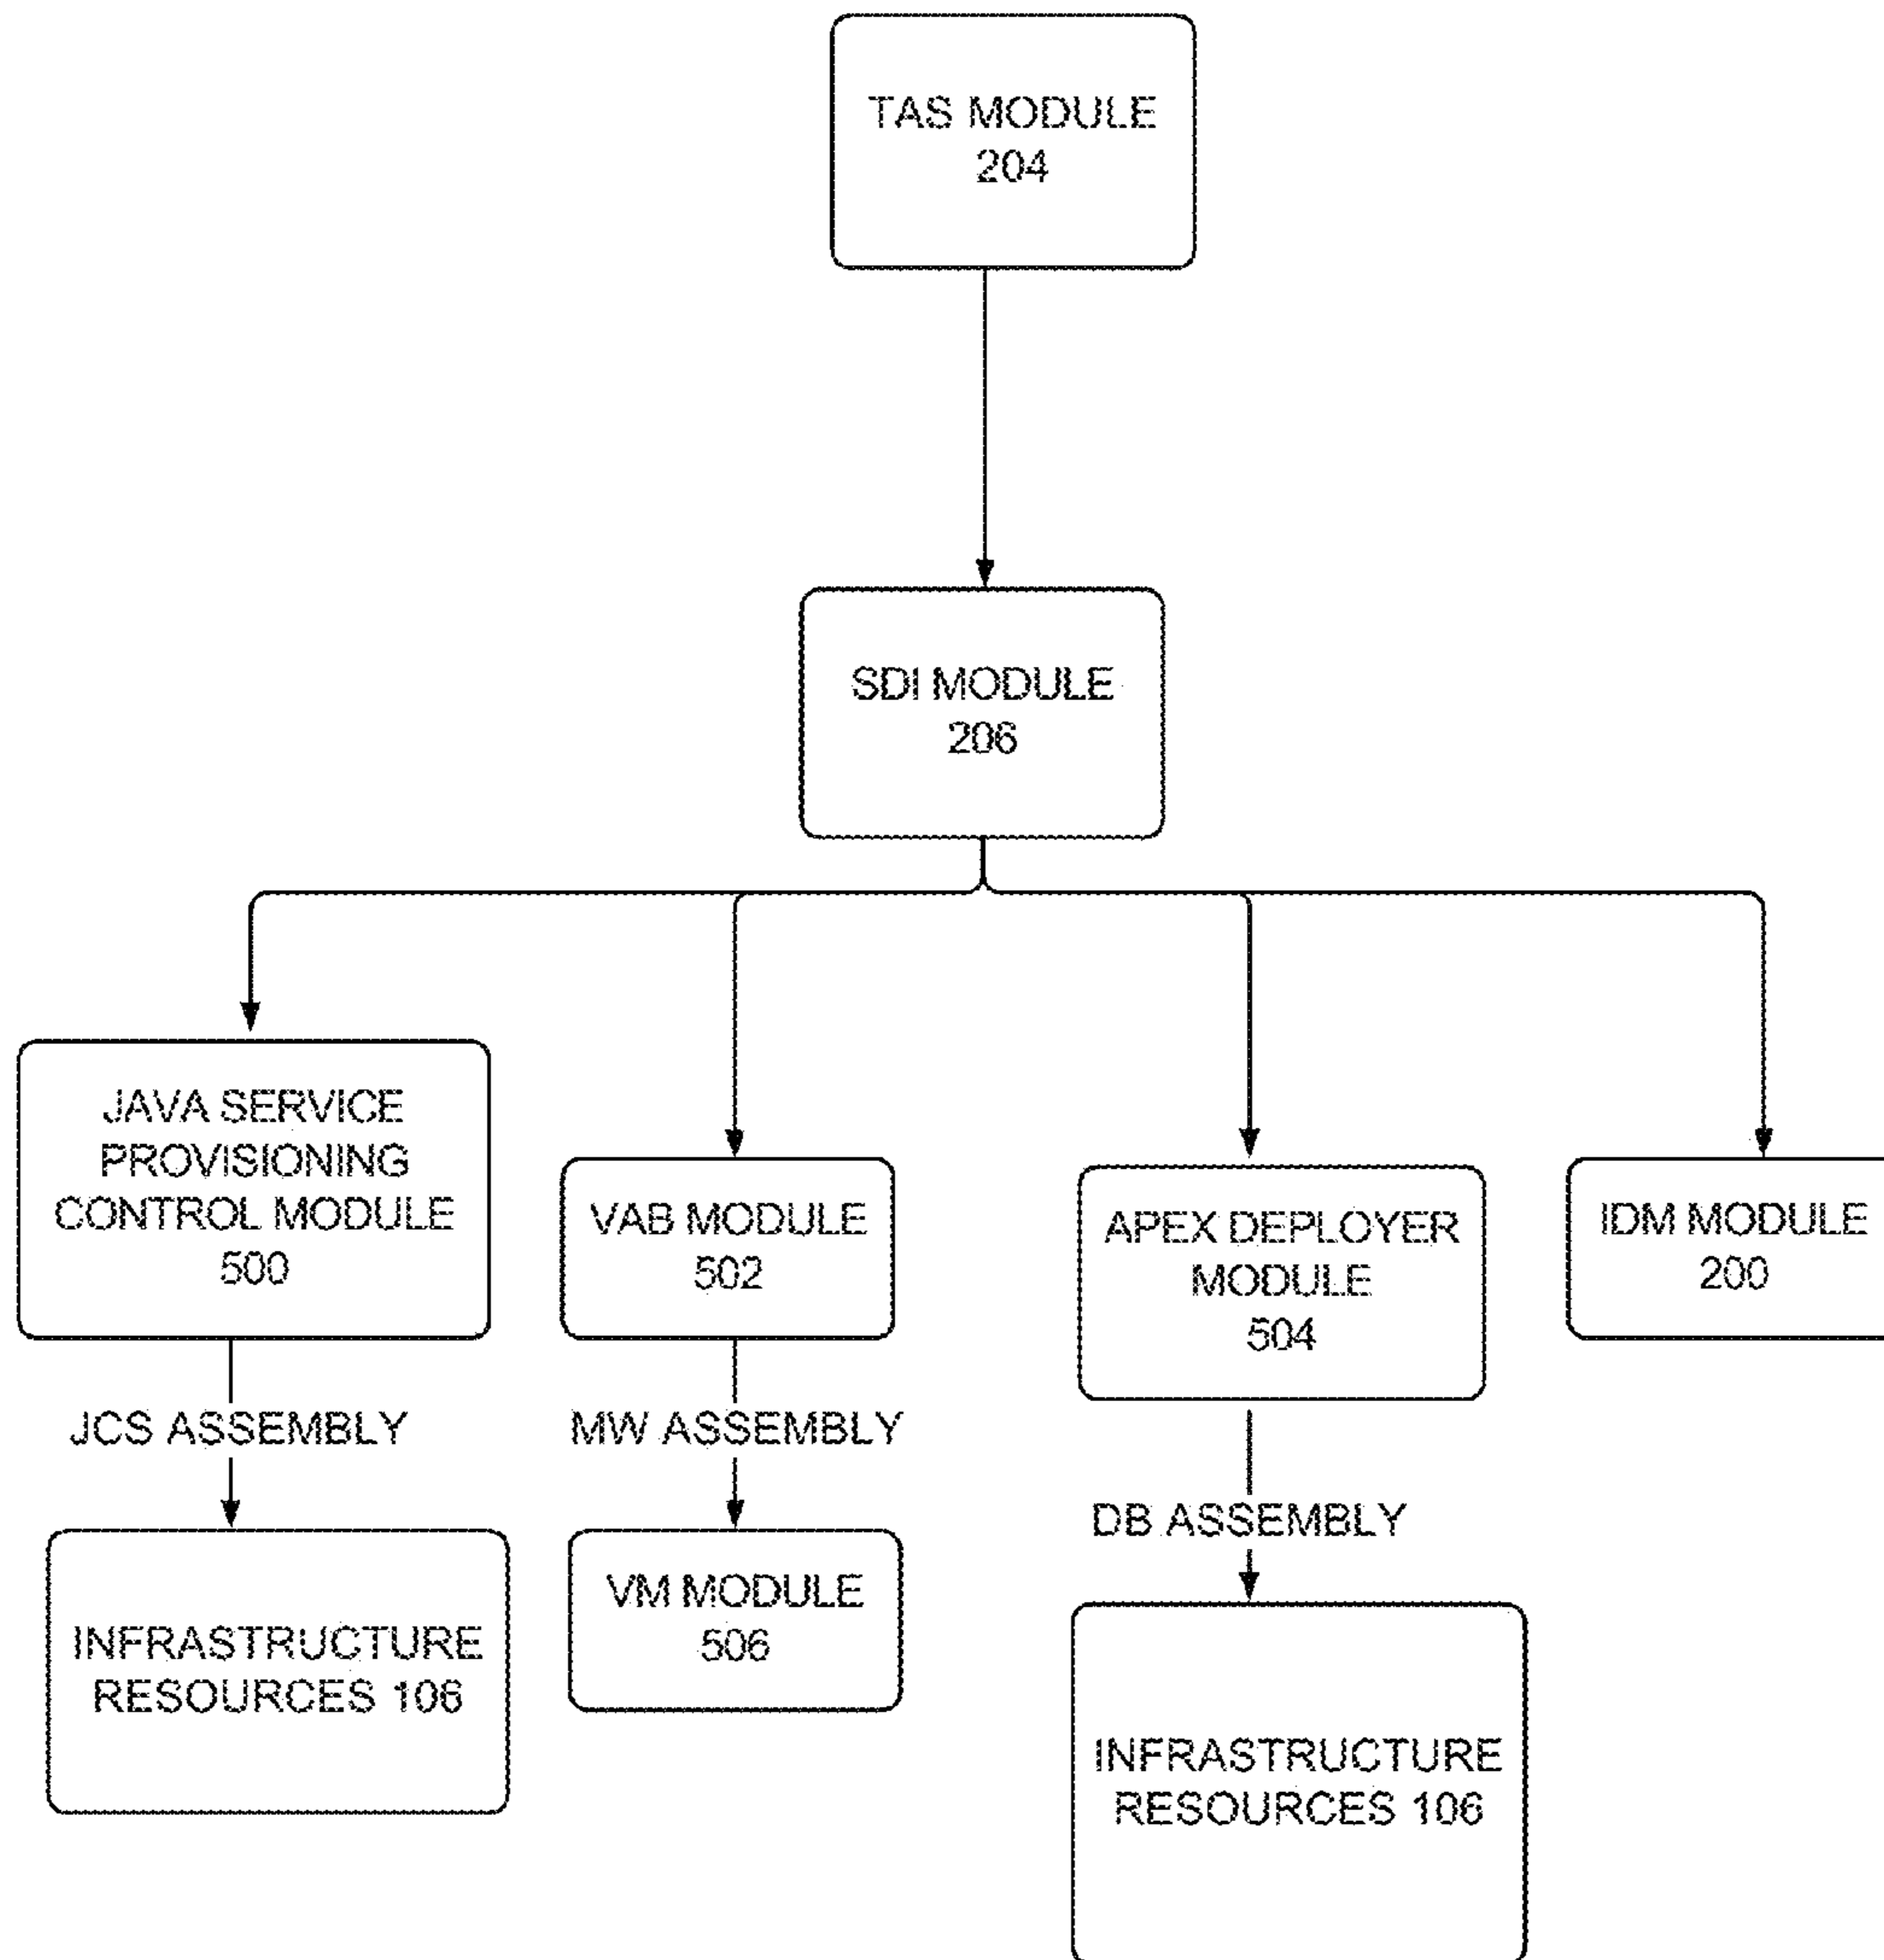 TAS MODULE
204
SDI MODULE
206
JAVA SERVICE
PROVISIONING
CONTROL MODULE
500
VAB MODULE
502
APEX DEPLOYER
MODULE
504
IDM MODULE
200
JCS ASSEMBLY
MW ASSEMBLY
DB ASSEMBLY
INFRASTRUCTURE
RESOURCES 106
VM MODULE
506
INFRASTRUCTURE
RESOURCES 106